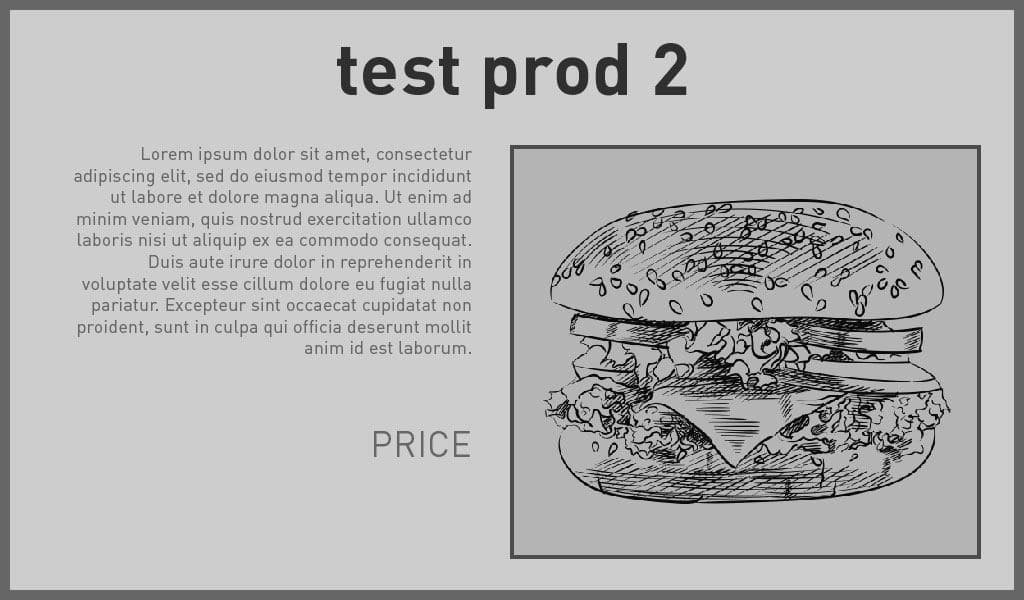 test prod 2
Lorem ipsum dolor sit amet, consectetur
adipiscing elit, sed do eiusmod tempor incididunt
ut labore et dolore magna aliqua. Ut enim ad
minim veniam, quis nostrud exercitation ullamco
laboris nisi ut aliquip ex ea commodo consequat.
Duis aute irure dolor in reprehenderit in
voluptate velit esse cillum dolore eu fugiat nulla
pariatur. Excepteur sint occaecat cupidatat non
proident, sunt in culpa qui officia deserunt mollit
anim id est laborum.
PRICE